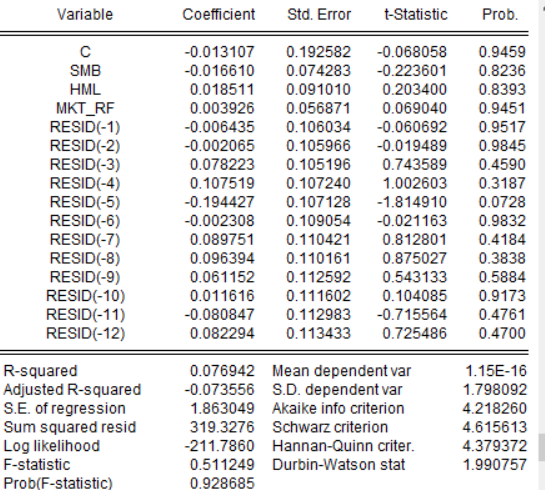 Variable Coefficient Std. Error t-Statistic Prob.
C -0.013107 0.192582 -0.068058 0.9459
SMB -0.016610 0.074283 -0.223601 0.8236
HML 0.018511 0.091010 0.203400 0.8393
MKT_RF 0.003926 0.056871 0.069040 0.9451
RESID(-1) -0.006435 0.106034 -0.060692 0.9517
RESID(-2) -0.002065 0.105966 -0.019489 0.9845
RESID(-3) 0.078223 0.105196 0.743589 0.4590
RESID(-4) 0.107519 0.107240 1.002603 0.3187
RESID(-5) -0.194427 0.107128 -1.814910 0.0728
RESID(-6) -0.002308 0.109054 -0.021163 0.9832
RESID(-7) 0.089751 0.110421 0.812801 0.4184
RESID(-8) 0.096394 0.110161 0.875027 0.3838
RESID(-9) 0.061152 0.112592 0.543133 0.5884
RESID(-10) 0.011616 0.111602 0.104085 0.9173
RESID(-11) -0.080847 0.112983 -0.715564 0.4761
RESID(-12) 0.082294 0.113433 0.725486 0.4700
R-squared 0.076942 Mean dependent var 1.15E-16
Adjusted R-squared -0.073556 S.D. dependent var 1.798092
S.E. of regression 1.863049 Akaike info criterion 4.218260
Sum squared resid 319.3276 Schwarz criterion 4.615613
Log likelihood -211.7860 Hannan-Quinn criter. 4.379372
F-statistic 0.511249 Durbin-Watson stat 1.990757
Prob(F-statistic) 0.928685